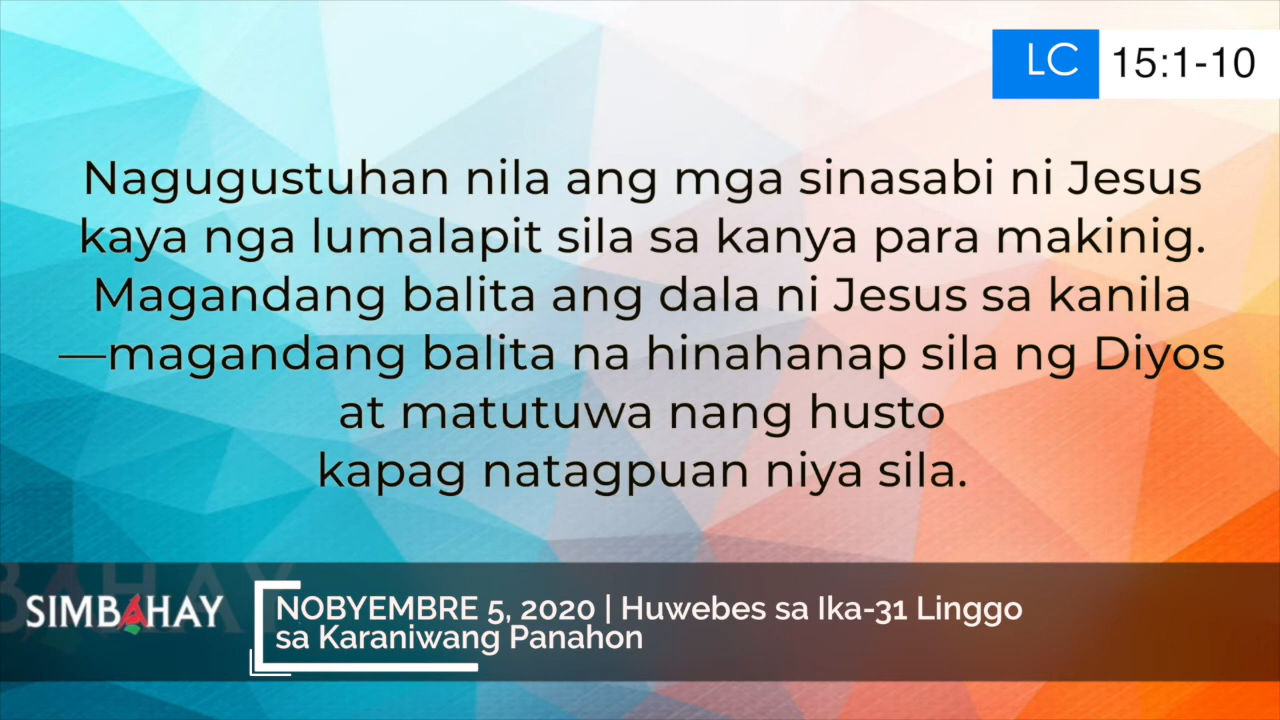 LC 15:1-10
Nagugustuhan nila ang mga sinasabi ni Jesus
kaya nga lumalapit sila sa kanya para makinig.
Magandang balita ang dala ni Jesus sa kanila
—magandang balita na hinahanap sila ng Diyos
at matutuwa nang husto
kapag natagpuan niya sila.
SIMBAHAY
NOBYEMBRE 5, 2020 | Huwebes sa Ika-31 Linggo
sa Karaniwang Panahon